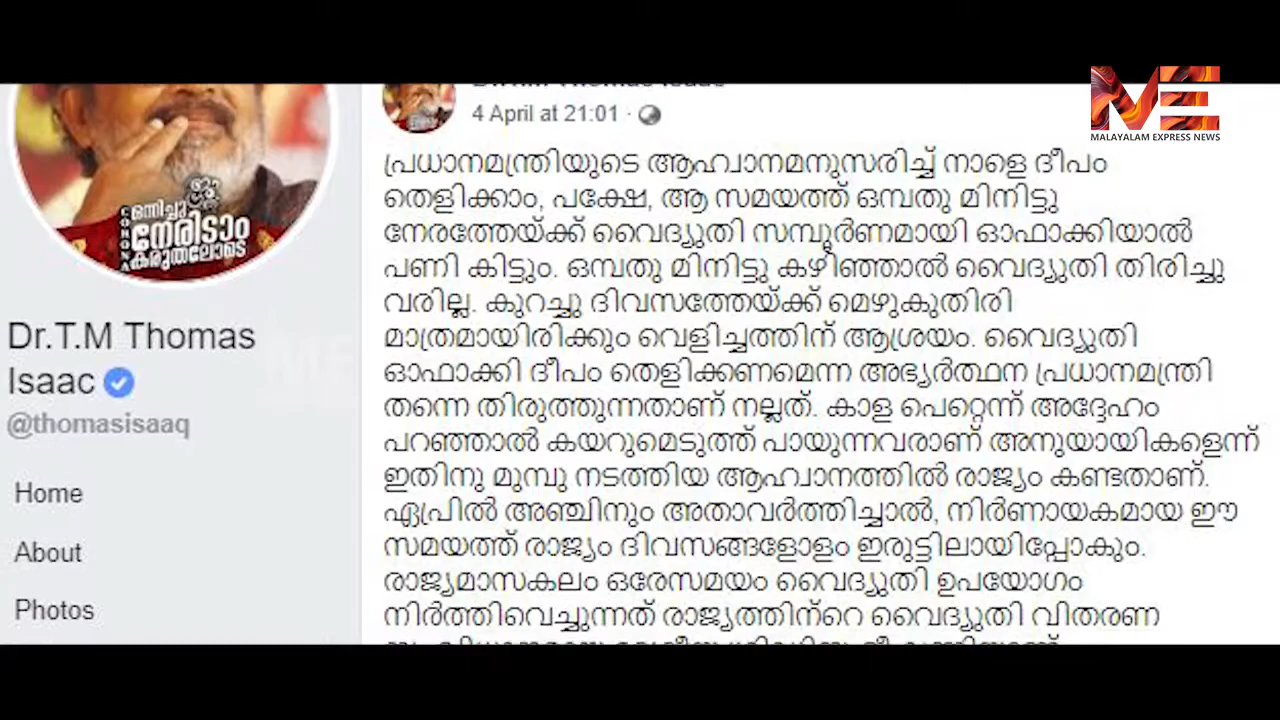 MALAYALAM EXPRESS NEWS
4 April at 21:01 ·
പ്രധാനമന്ത്രിയുടെ ആഹ്വാനമനുസരിച്ച് നാളെ ദീപം
തെളിക്കാം, പക്ഷേ, ആ സമയത്ത് ഒമ്പതു മിനിട്ടു
നേരത്തേയ്ക്ക് വൈദ്യുതി സമ്പൂർണമായി ഓഫാക്കിയാൽ
പണി കിട്ടും. ഒമ്പതു മിനിട്ടു കഴിഞ്ഞാൽ വൈദ്യുതി തിരിച്ചു
വരില്ല. കുറച്ചു ദിവസത്തേയ്ക്ക് മെഴുകുതിരി
മാത്രമായിരിക്കും വെളിച്ചത്തിന് ആശ്രയം. വൈദ്യുതി
ഓഫാക്കി ദീപം തെളിക്കണമെന്ന അഭ്യർത്ഥന പ്രധാനമന്ത്രി
തന്നെ തിരുത്തുന്നതാണ് നല്ലത്. കാള പെറ്റെന്ന് അദ്ദേഹം
പറഞ്ഞാൽ കയറുമെടുത്ത് പായുന്നവരാണ് അനുയായികളെന്ന്
ഇതിനു മുമ്പു നടത്തിയ ആഹ്വാനത്തിൽ രാജ്യം കണ്ടതാണ്.
ഏപ്രിൽ അഞ്ചിനും അതാവർത്തിച്ചാൽ, നിർണായകമായ ഈ
സമയത്ത് രാജ്യം ദിവസങ്ങളോളം ഇരുട്ടിലായിപ്പോകും.
രാജ്യമാസകലം ഒരേസമയം വൈദ്യുതി ഉപയോഗം
നിർത്തിവെച്ചുന്നത് രാജ്യത്തിന്റെ വൈദ്യുതി വിതരണ
ഈ
ഒന്നിച്ചു
നേരിടാം
കരുതലോടെ
CORONA
Dr.T.M Thomas
Isaac
@thomasisaaq
Home
About
Photos